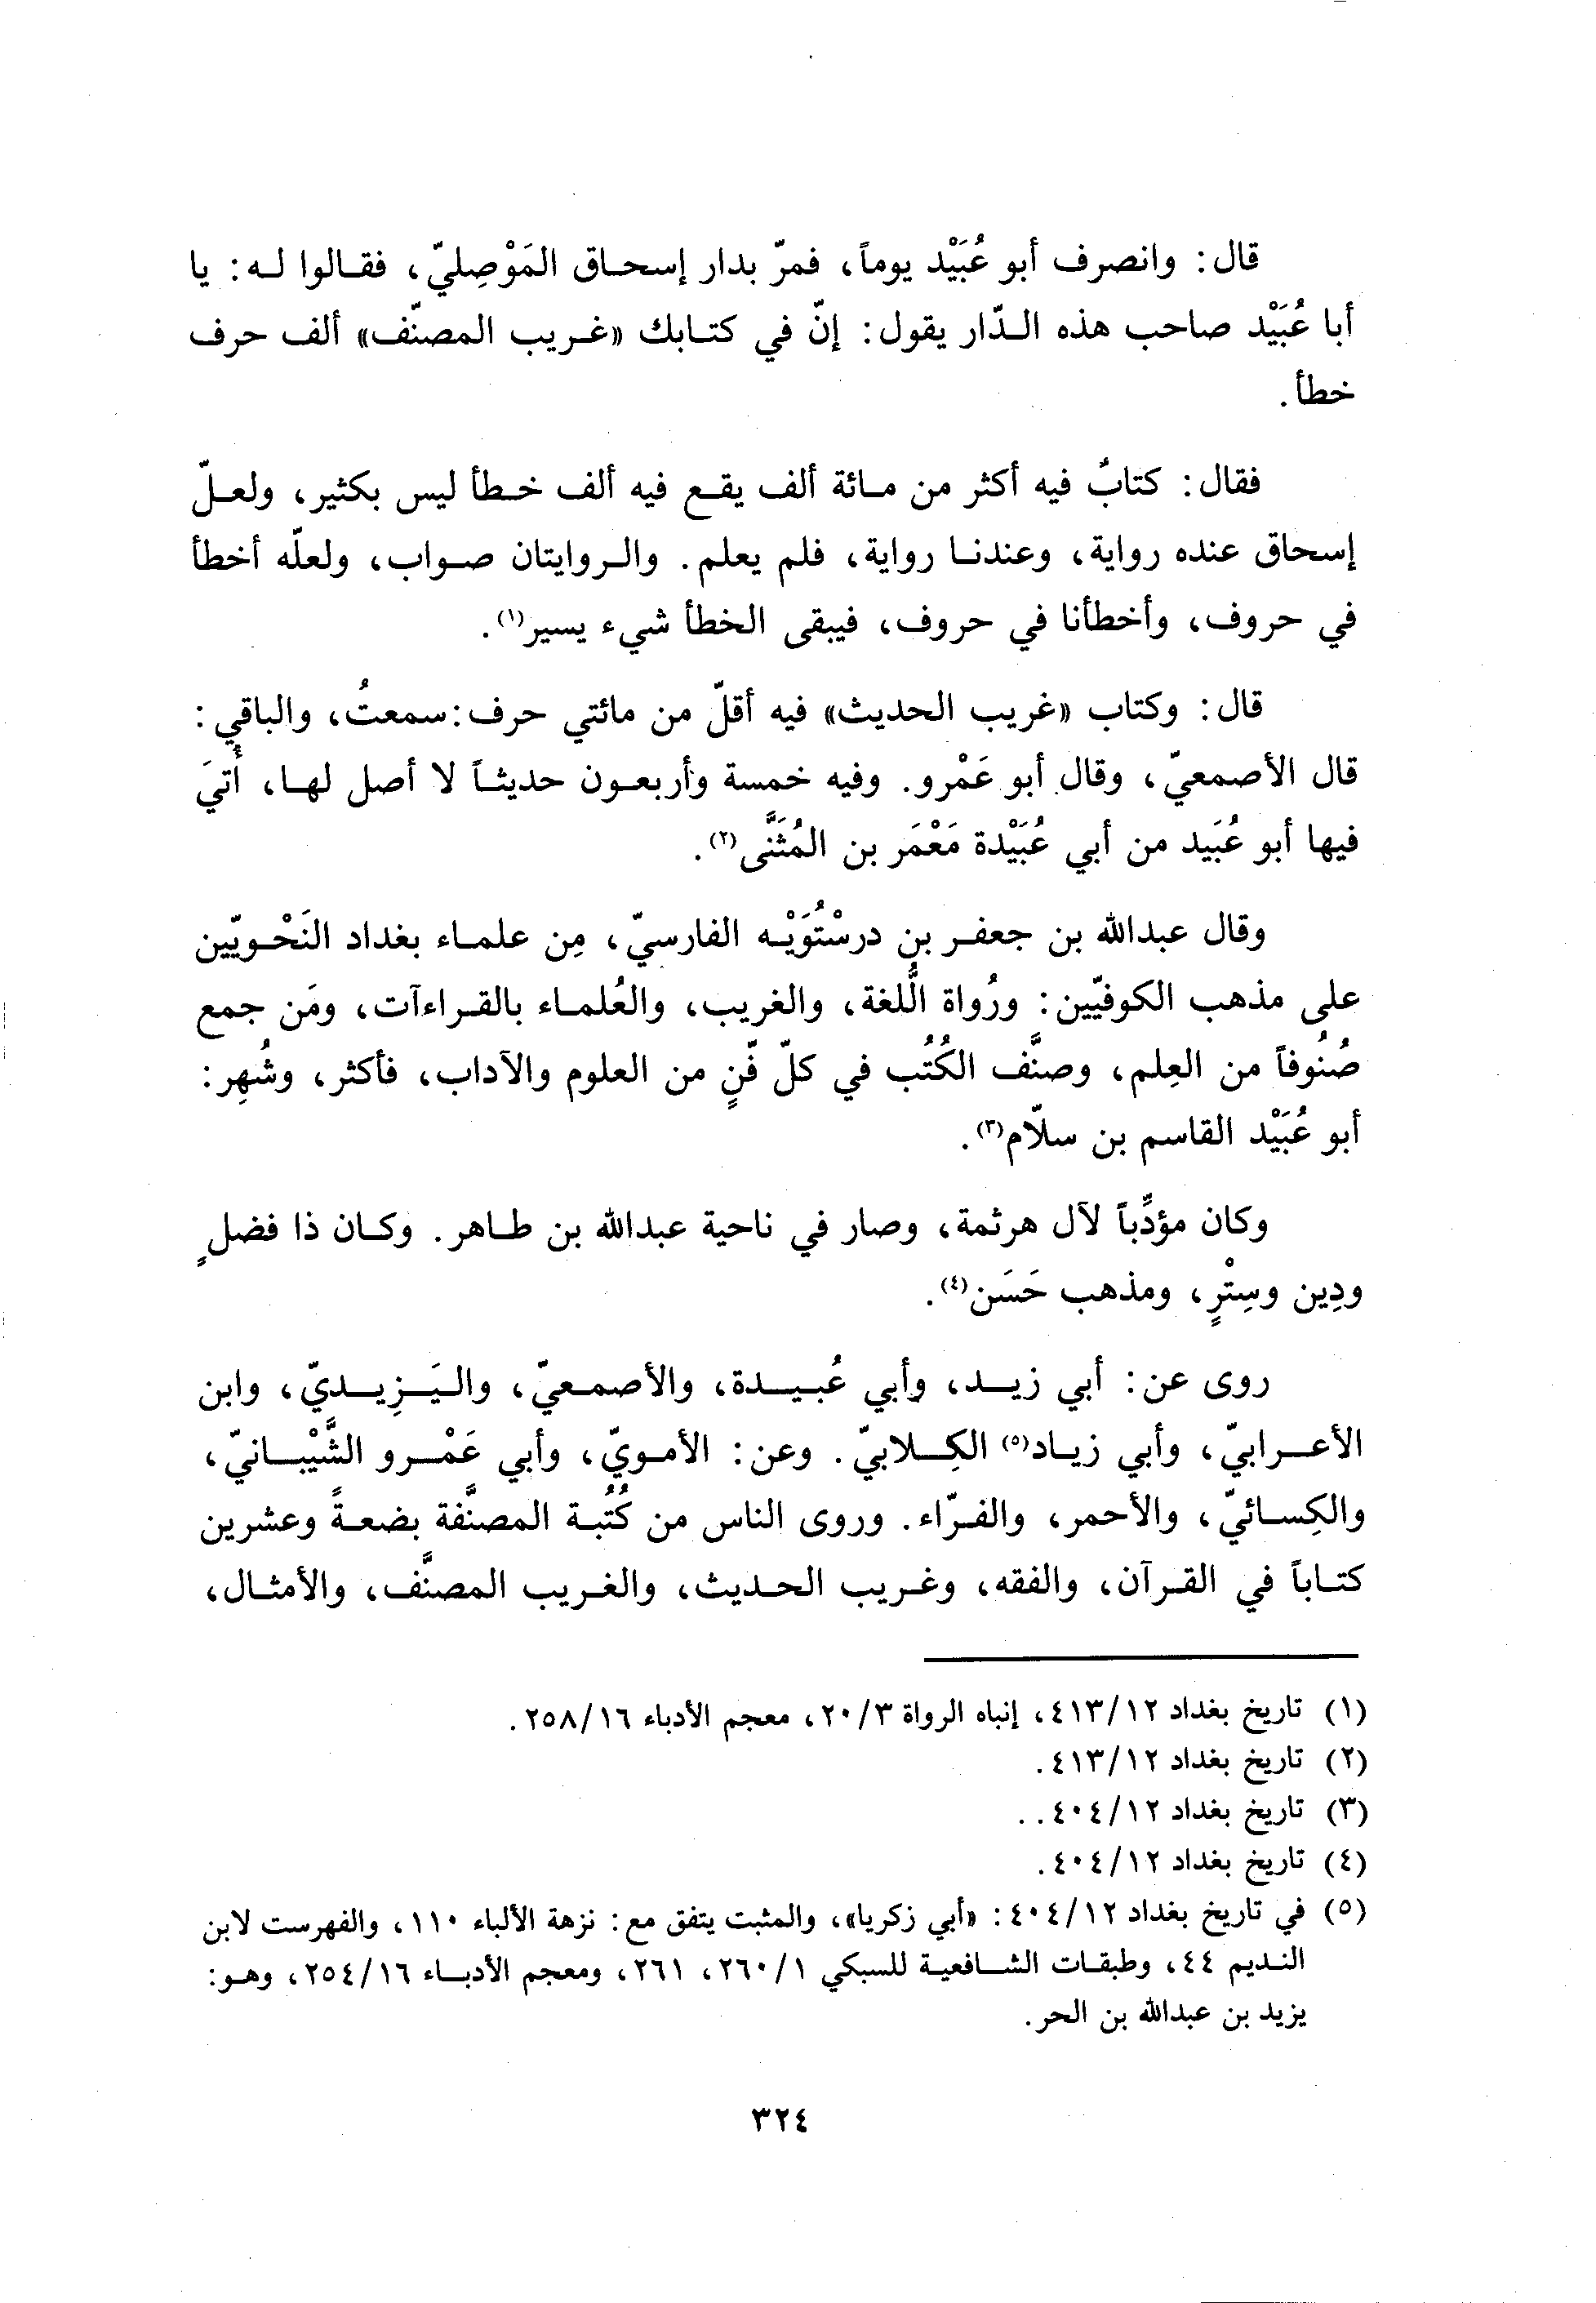 قال: وانصرف أبو عُبَيْد يوماً، فمرّ بدار إسحاق المَوْصِليّ، فقالوا له: يا
أبا عُبَيْد صاحب هذه الدّار يقول: إنّ في كتابك «غريب المصنّف» ألف حرف
خطأ.
فقال: كتابٌ فيه أكثر من مائة ألف يقع فيه ألف خطأ ليس بكثير، ولعلّ
إسحاق عنده رواية، وعندنا رواية، فلم يعلم. والروايتان صواب، ولعلّه أخطأ
في حروف، وأخطأنا في حروف، فيبقى الخطأ شيء يسير(١).
قال: وكتاب «غريب الحديث» فيه أقلّ من مائتي حرف: سمعتُ، والباقي:
قال الأصمعيّ، وقال أبو عَمْرو. وفيه خمسة وأربعون حديثاً لا أصل لها، أُتيَ
فيها أبو عُبَيد من أبي عُبَيْدة مَعْمَر بن المُثَنَّى(٢).
وقال عبدالله بن جعفر بن درسْتُوَيْه الفارسيّ، مِن علماء بغداد النَحْويّين
على مذهب الكوفيّين: ورُواة اللُّغة، والغريب، والعُلماء بالقراءآت، ومَن جمع
صُنُوفاً من العِلم، وصنَّف الكُتُب في كلّ فّنٍ من العلوم والآداب، فأكثر، وشُهِر:
أبو عُبَيْد القاسم بن سلّام(٣).
وكان مؤدِّباً لآل هرثمة، وصار في ناحية عبدالله بن طاهر. وكان ذا فضلٍ
ودِين وسِتْرٍ، ومذهب حَسَن(٤).
روى عن: أبي زيد، وأبي عُبيدة، والأصمعيّ، واليَزِيديّ، وابن
الأعرابيّ، وأبي زياد(٥) الكِلابيّ. وعن: الأمويّ، وأبي عَمْرو الشَّيْبانيّ،
والكِسائيّ، والأحمر، والفرّاء. وروى الناس من كُتُبة المصنَّفة بضعةً وعشرين
كتاباً في القرآن، والفقه، وغريب الحديث، والغريب المصنَّف، والأمثال،
(١) تاريخ بغداد ٤١٣/١٢، إنباه الرواة ٢٠/٣، معجم الأدباء ٢٥٨/١٦.
(٢) تاريخ بغداد ٤١٣/١٢.
(٣) تاريخ بغداد ٤٠٤/١٢..
(٤) تاريخ بغداد ٤٠٤/١٢.
(٥) في تاريخ بغداد ٤٠٤/١٢: «أبي زكريا»، والمثبت يتفق مع: نزهة الألباء ١١٠، والفهرست لابن
النديم ٤٤، وطبقات الشافعية للسبكي ٢٦٠/١، ٢٦١، ومعجم الأدباء ٢٥٤/١٦، وهو:
يزيد بن عبدالله بن الحر.
٣٢٤